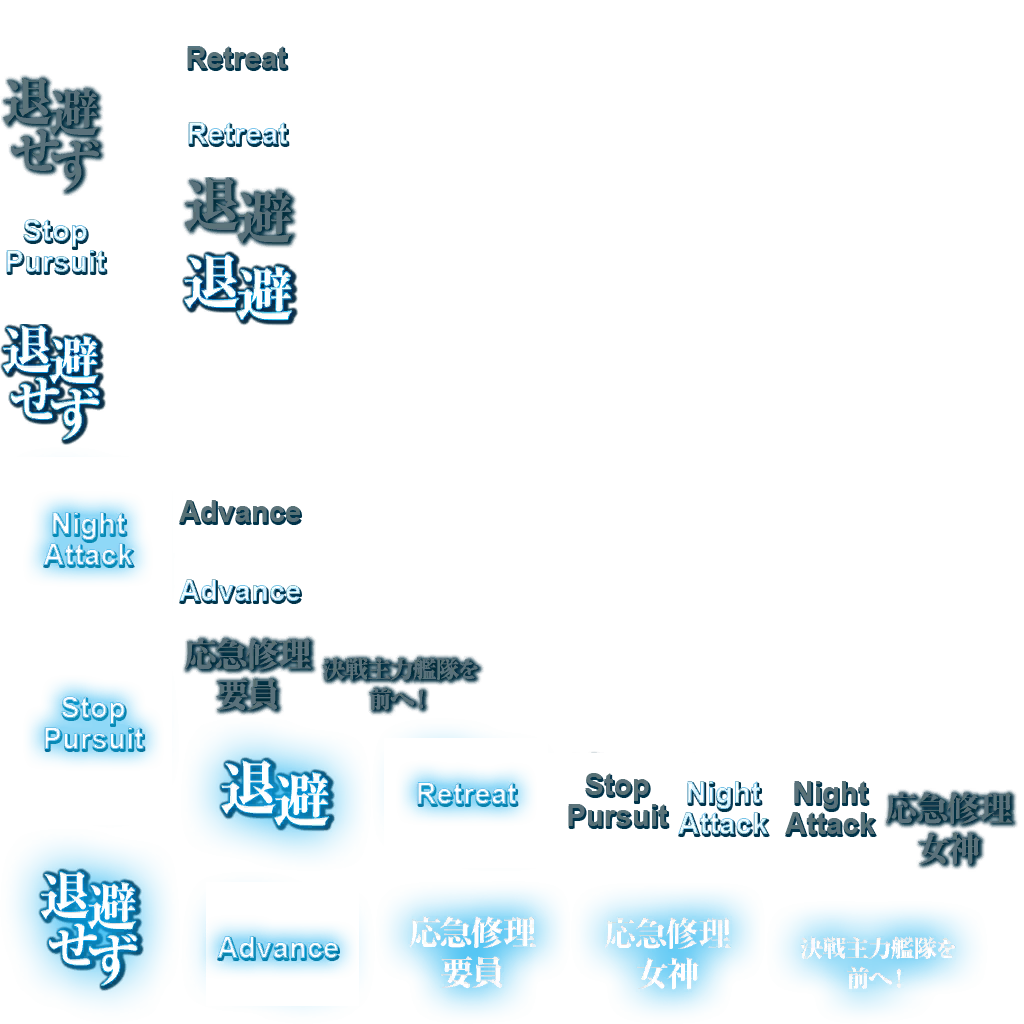 Retreat
退避
せず
Retreat
退避
Stop
Pursuit
退避
退避
せず
Night
Attack
Advance
Advance
応急修理
要員
決戦主力艦隊を
前へ!
Stop
Pursuit
退避
Retreat
Stop
Pursuit
Night
Attack
Night
Attack
応急修理
女神
退避
せず
Advance
応急修理
要員
応急修理
女神
決戦主力艦隊を
前へ!